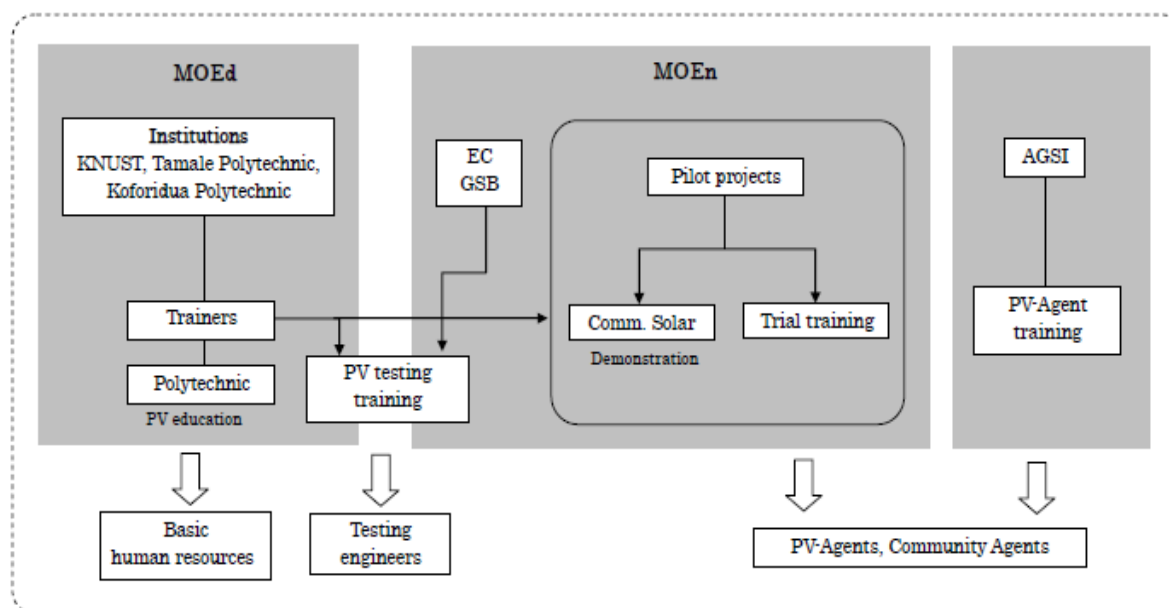 MOEd
Institutions
KNUST, Tamale Polytechnic,
Koforidua Polytechnic
Trainers
Polytechnic
PV education
MOEn
EC
GSB
PV testing
training
Pilot projects
Comm. Solar
Demonstration
Trial training
AGSI
PV-Agent
training
Basic
human resources
Testing
engineers
PV-Agents, Community Agents